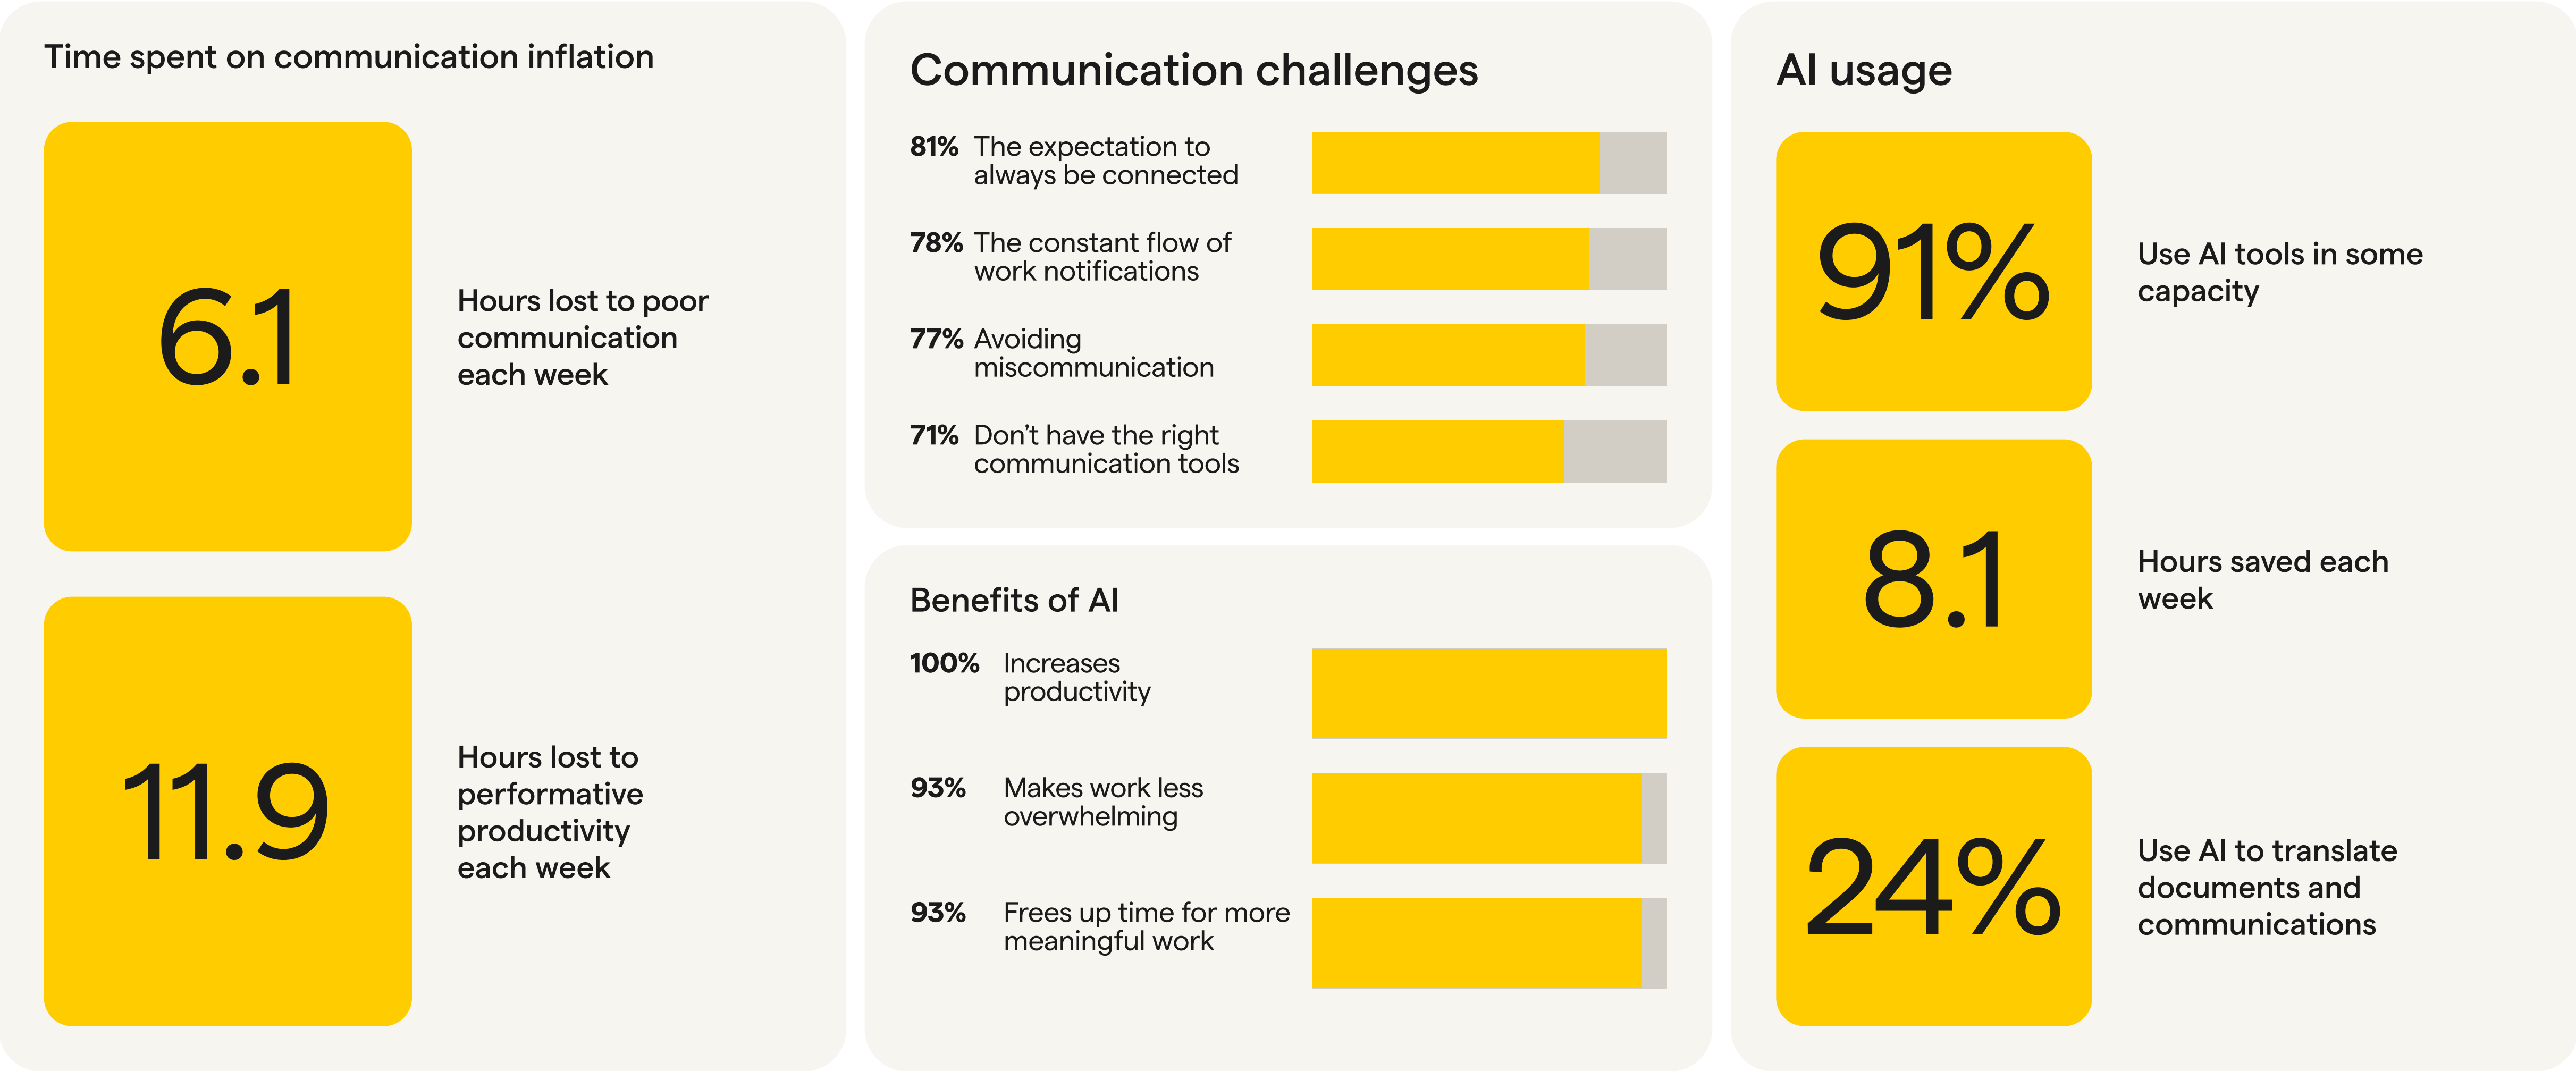 Time spent on communication inflation
6.1
Hours lost to poor
communication
each week
11.9
Hours lost to
performative
productivity
each week
Communication challenges
81% The expectation to
always be connected
78% The constant flow of
work notifications
77% Avoiding
miscommunication
71% Don’t have the right
communication tools
Benefits of AI
100% Increases
productivity
93% Makes work less
overwhelming
93% Frees up time for more
meaningful work
AI usage
91%
Use AI tools in some
capacity
8.1
Hours saved each
week
24%
Use AI to translate
documents and
communications